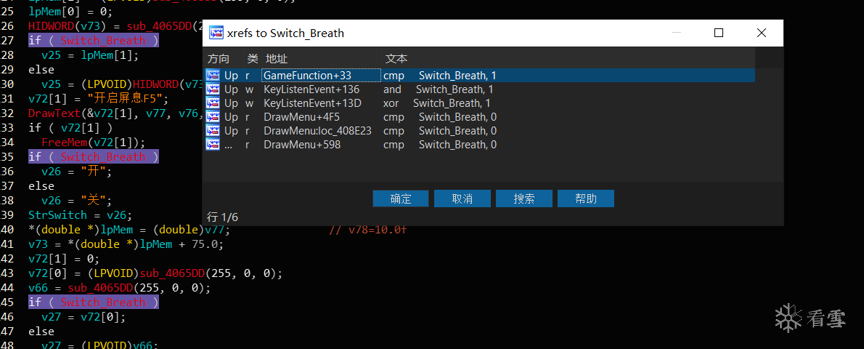 25 lpMem[0] = 0;
26 HIDWORD(v73) = sub_4065DD(2
27 if ( Switch_Breath )
28 v25 = lpMem[1];
29 else
30 v25 = (LPVOID)HIDWORD(v73
31 v72[1] = "开启屏息F5";
32 DrawText(&v72[1], v77, v76,
33 if ( v72[1] )
34 FreeMem(v72[1]);
35 if ( Switch_Breath )
36 v26 = "开";
37 else
38 v26 = "关";
39 StrSwitch = v26;
40 *(double *)lpMem = (double)v77; // v78=10.0f
41 v73 = *(double *)lpMem + 75.0;
42 v72[1] = 0;
43 v72[0] = (LPVOID)sub_4065DD(255, 0, 0);
44 v66 = sub_4065DD(255, 0, 0);
45 if ( Switch_Breath )
46 v27 = v72[0];
47 else
48 v27 = (LPVOID)v66;
xrefs to Switch_Breath
方向 类 地址 文本
Up r GameFunction+33 cmp Switch_Breath, 1
Up w KeyListenEvent+136 and Switch_Breath, 1
Up w KeyListenEvent+13D xor Switch_Breath, 1
Up r DrawMenu+4F5 cmp Switch_Breath, 0
Up r DrawMenu:loc_408E23 cmp Switch_Breath, 0
... r DrawMenu+598 cmp Switch_Breath, 0
确定 取消 搜索 帮助
行 1/6
看雪